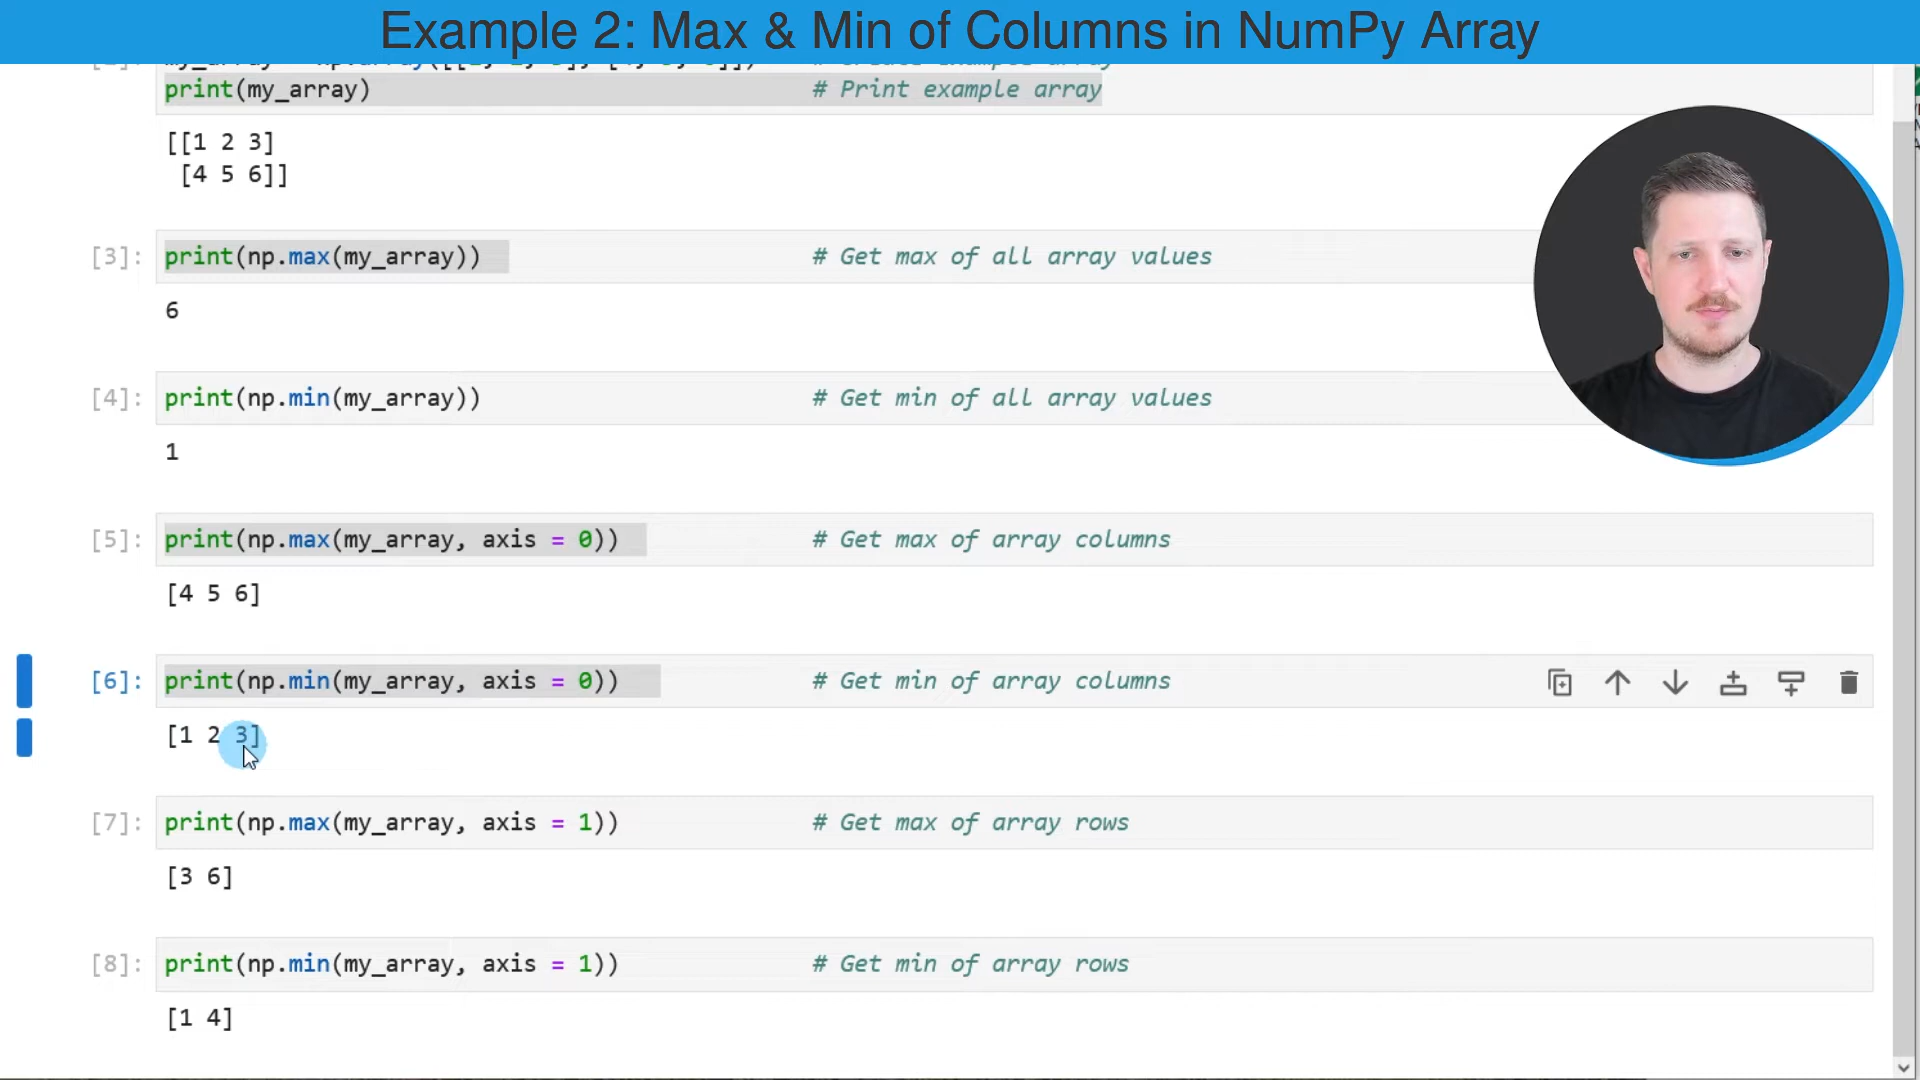 Example 2: Max & Min of Columns in NumPy Array
print(my_array) # Print example array
[[1 2 3]
[4 5 6]]
[3]: print(np.max(my_array)) # Get max of all array values
6
[4]: print(np.min(my_array)) # Get min of all array values
1
[5]: print(np.max(my_array, axis = 0)) # Get max of array columns
[4 5 6]
[6]: print(np.min(my_array, axis = 0)) # Get min of array columns
[1 2 3]
[7]: print(np.max(my_array, axis = 1)) # Get max of array rows
[3 6]
[8]: print(np.min(my_array, axis = 1)) # Get min of array rows
[1 4]